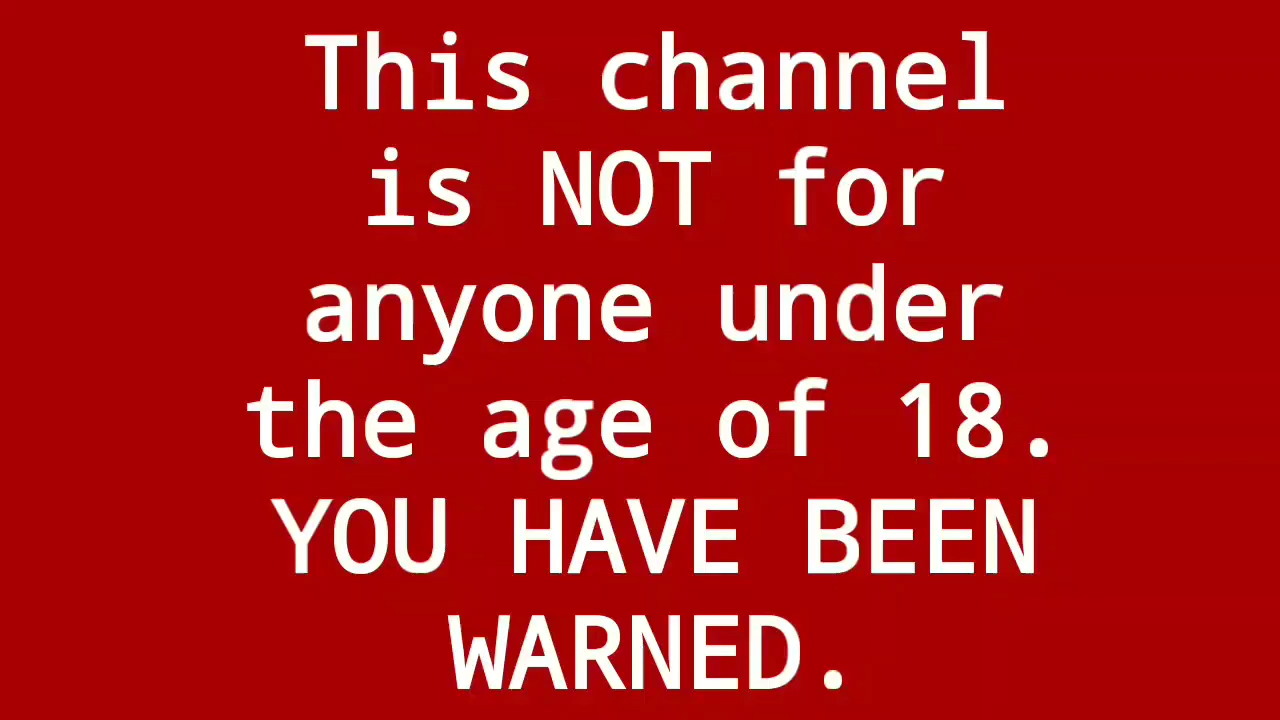 This channel
is NOT for
anyone under
the age of 18.
YOU HAVE BEEN
WARNED.